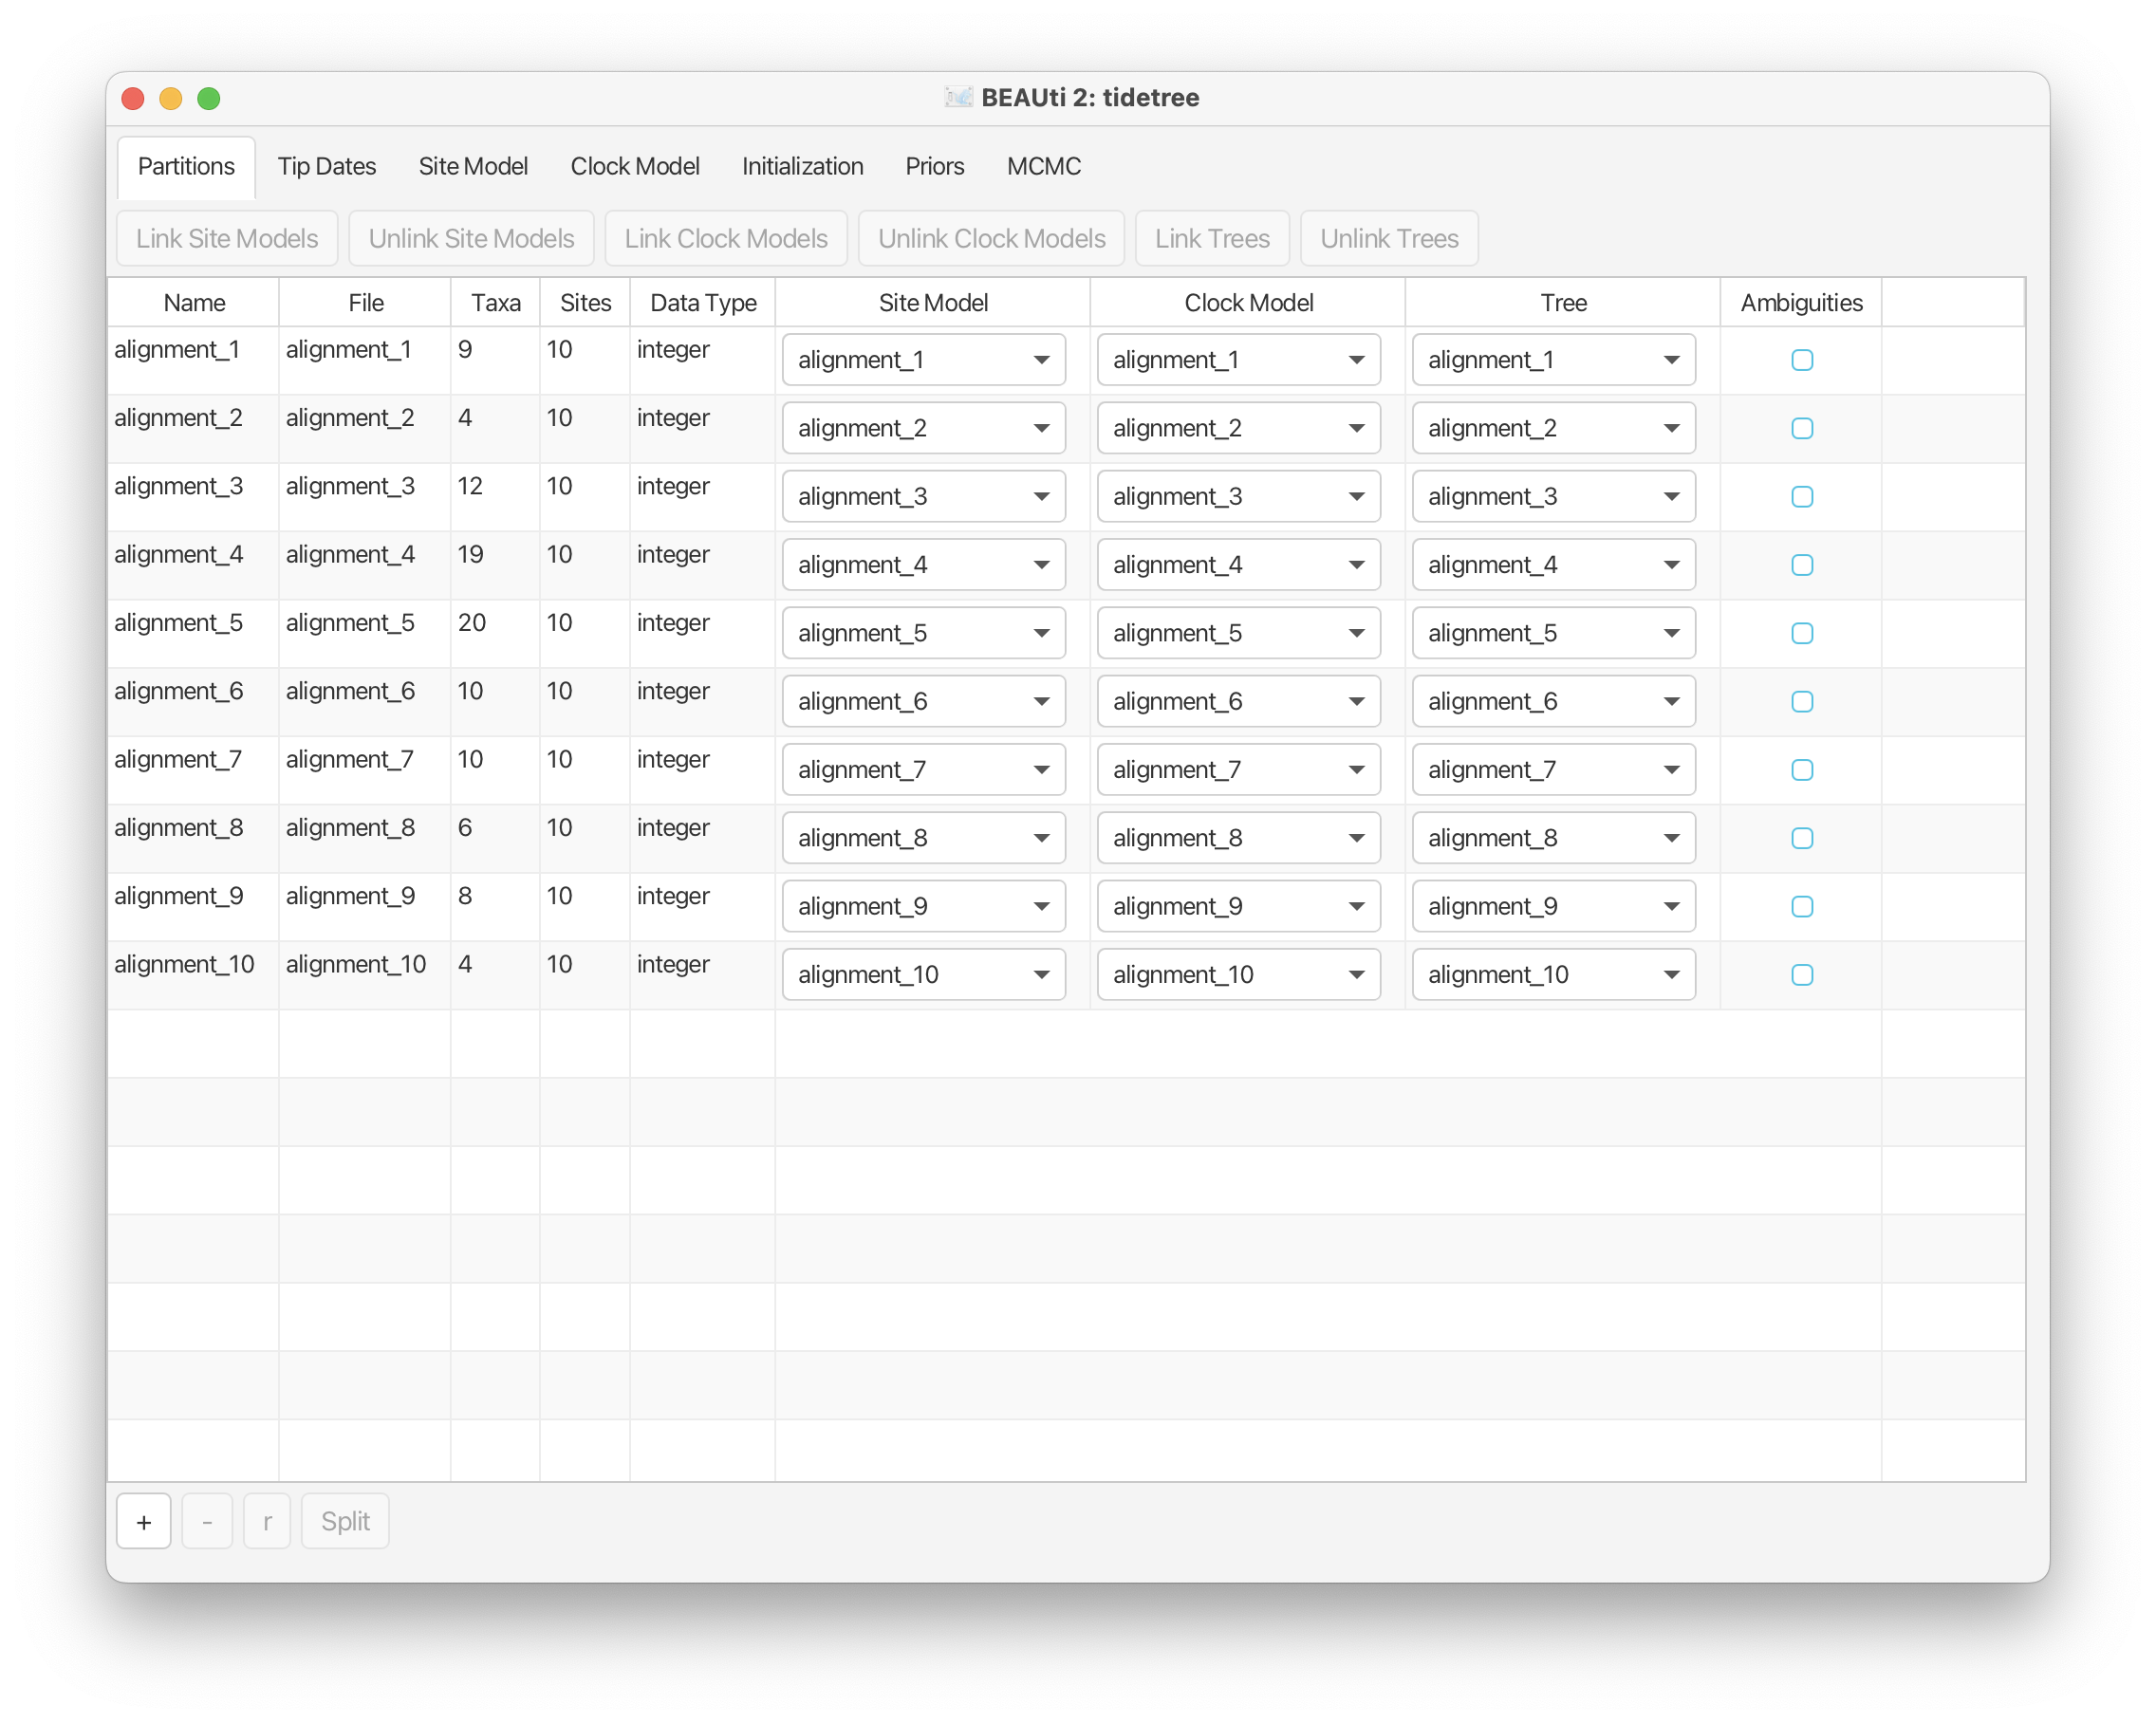 BEAUti 2: tidetree
Partitions Tip Dates Site Model Clock Model Initialization Priors MCMC
Link Site Models Unlink Site Models Link Clock Models Unlink Clock Models Link Trees Unlink Trees
Name File Taxa Sites Data Type Site Model Clock Model Tree Ambiguities
alignment_1 alignment_1 9 10 integer alignment_1 alignment_1 alignment_1
alignment_2 alignment_2 4 10 integer alignment_2 alignment_2 alignment_2
alignment_3 alignment_3 12 10 integer alignment_3 alignment_3 alignment_3
alignment_4 alignment_4 19 10 integer alignment_4 alignment_4 alignment_4
alignment_5 alignment_5 20 10 integer alignment_5 alignment_5 alignment_5
alignment_6 alignment_6 10 10 integer alignment_6 alignment_6 alignment_6
alignment_7 alignment_7 10 10 integer alignment_7 alignment_7 alignment_7
alignment_8 alignment_8 6 10 integer alignment_8 alignment_8 alignment_8
alignment_9 alignment_9 8 10 integer alignment_9 alignment_9 alignment_9
alignment_10 alignment_10 4 10 integer alignment_10 alignment_10 alignment_10
+ - r Split